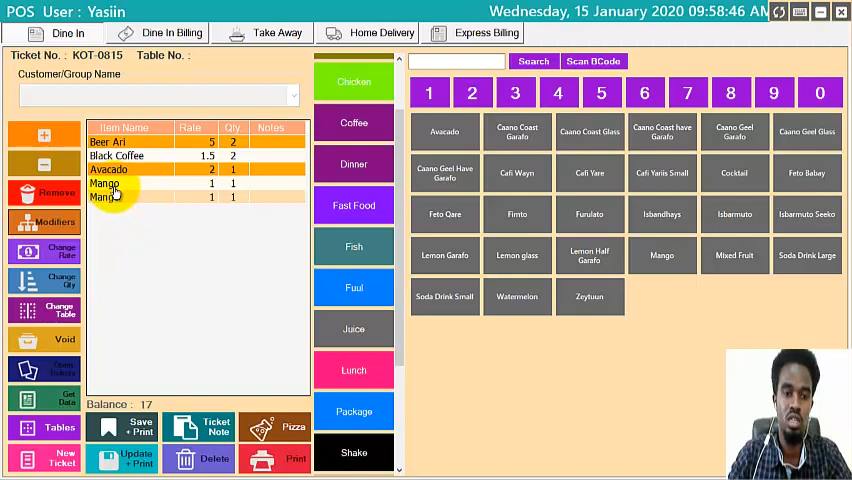 POS User : Yasiin
Wednesday, 15 January 2020 09:58:46 AM
Dine In
Dine In Billing
Take Away
Home Delivery
Express Billing
Ticket No. : KOT-0815 Table No. :
Customer/Group Name
Item Name Rate Qty Notes
Beer Ari 5 2
Black Coffee 1.5 2
Avacado 2 1
Mango 1 1
Mango 1 1
Remove
Modifiers
Change Rate
Change Qty
Change Table
Void
Get Data
Tables
New Ticket
Balance : 17
Save + Print
Ticket Note
Pizza
Update + Print
Delete
Print
Chicken
Coffee
Dinner
Fast Food
Fish
Fuul
Juice
Lunch
Package
Shake
Search
Scan BCode
1 2 3 4 5 6 7 8 9 0
Avacado
Caano Coast Garafo
Caano Coast Glass
Caano Coast have Garafo
Caano Geel Garafo
Caano Geel Glass
Caano Geel Have Garafo
Cafi Wayn
Cafi Yare
Cafi Yariis Small
Cocktail
Feto Babay
Feto Qare
Fimto
Furulato
Isbandhays
Isbarmuto
Isbarmuto Seeko
Lemon Garafo
Lemon glass
Lemon Half Garafo
Mango
Mixed Fruit
Soda Drink Large
Soda Drink Small
Watermelon
Zeytuun